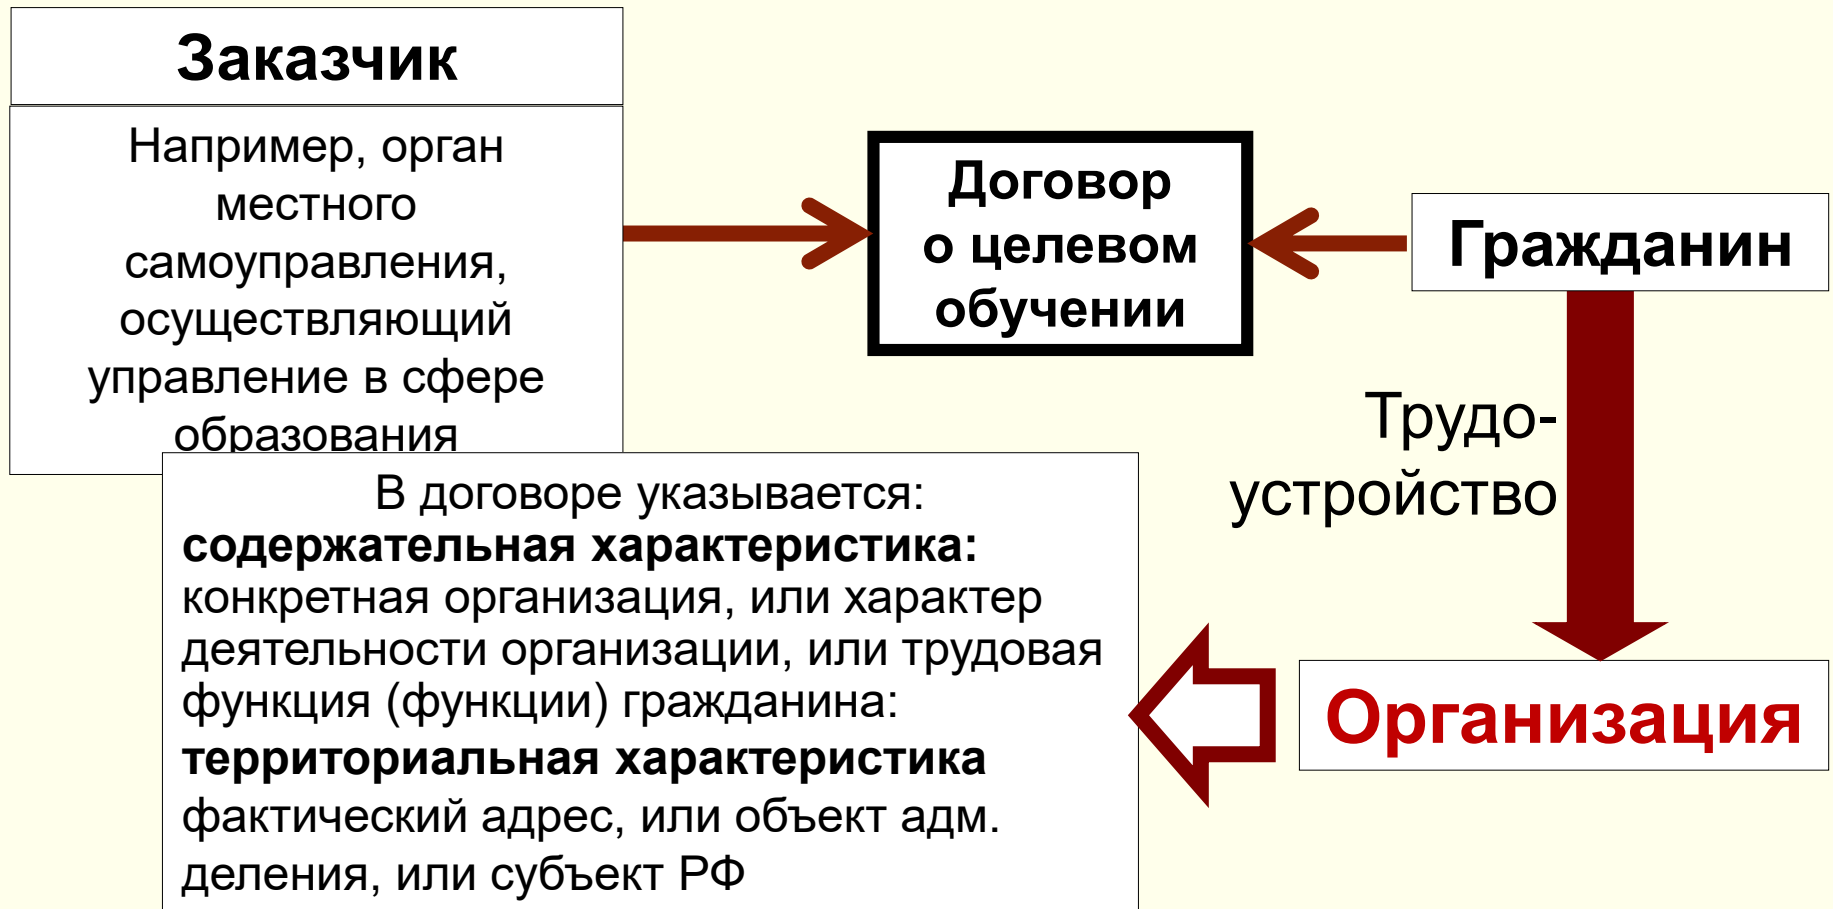 Заказчик
Например, орган
местного
самоуправления,
осуществляющий
управление в сфере
образования
Договор
о целевом
обучении
Гражданин
Трудо-
устройство
Организация
В договоре указывается:
содержательная характеристика:
конкретная организация, или характер
деятельности организации, или трудовая
функция (функции) гражданина:
территориальная характеристика
фактический адрес, или объект адм.
деления, или субъект РФ